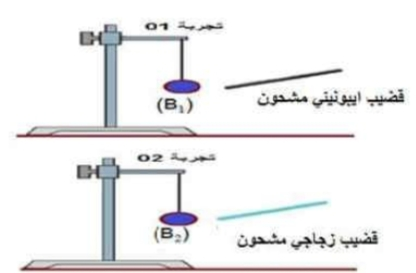 تجربة 01
قضيب ايبونيتي مشحون
(B₁)
تجربة 02
(B₂)
قضيب زجاجي مشحون